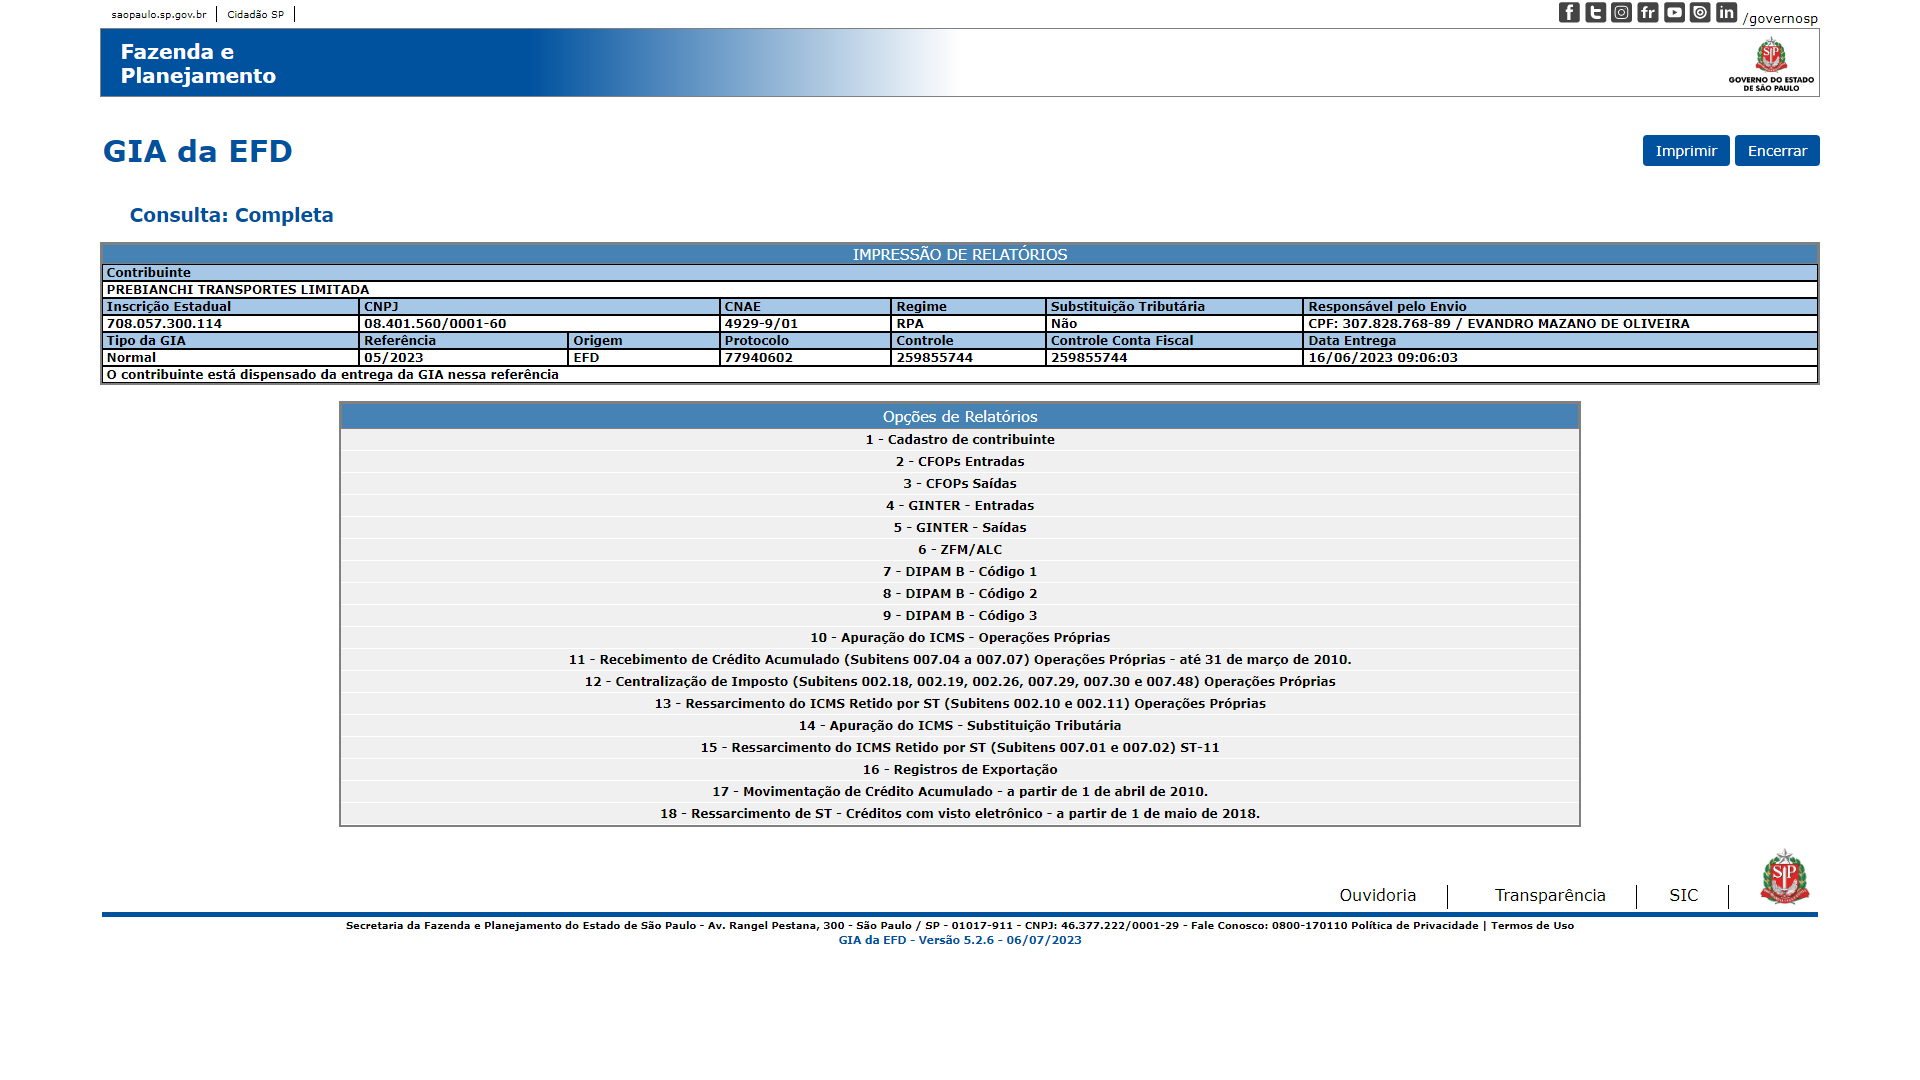 saopaulo.sp.gov.br
Cidadão SP
/governosp
Fazenda e
Planejamento
SP
GOVERNO DO ESTADO
DE SÃO PAULO
GIA da EFD
Imprimir
Encerrar
Consulta: Completa
IMPRESSÃO DE RELATÓRIOS
Contribuinte
PREBIANCHI TRANSPORTES LIMITADA
Inscrição Estadual CNPJ CNAE Regime Substituição Tributária Responsável pelo Envio
708.057.300.114 08.401.560/0001-60 4929-9/01 RPA Não CPF: 307.828.768-89 / EVANDRO MAZANO DE OLIVEIRA
Tipo da GIA Referência Origem Protocolo Controle Controle Conta Fiscal Data Entrega
Normal 05/2023 EFD 77940602 259855744 259855744 16/06/2023 09:06:03
O contribuinte está dispensado da entrega da GIA nessa referência
Opções de Relatórios
1 - Cadastro de contribuinte
2 - CFOPs Entradas
3 - CFOPs Saídas
4 - GINTER - Entradas
5 - GINTER - Saídas
6 - ZFM/ALC
7 - DIPAM B - Código 1
8 - DIPAM B - Código 2
9 - DIPAM B - Código 3
10 - Apuração do ICMS - Operações Próprias
11 - Recebimento de Crédito Acumulado (Subitens 007.04 a 007.07) Operações Próprias - até 31 de março de 2010.
12 - Centralização de Imposto (Subitens 002.18, 002.19, 002.26, 007.29, 007.30 e 007.48) Operações Próprias
13 - Ressarcimento do ICMS Retido por ST (Subitens 002.10 e 002.11) Operações Próprias
14 - Apuração do ICMS - Substituição Tributária
15 - Ressarcimento do ICMS Retido por ST (Subitens 007.01 e 007.02) ST-11
16 - Registros de Exportação
17 - Movimentação de Crédito Acumulado - a partir de 1 de abril de 2010.
18 - Ressarcimento de ST - Créditos com visto eletrônico - a partir de 1 de maio de 2018.
Ouvidoria
Transparência
SIC
SP
Secretaria da Fazenda e Planejamento do Estado de São Paulo - Av. Rangel Pestana, 300 - São Paulo / SP - 01017-911 - CNPJ: 46.377.222/0001-29 - Fale Conosco: 0800-170110 Política de Privacidade | Termos de Uso
GIA da EFD - Versão 5.2.6 - 06/07/2023